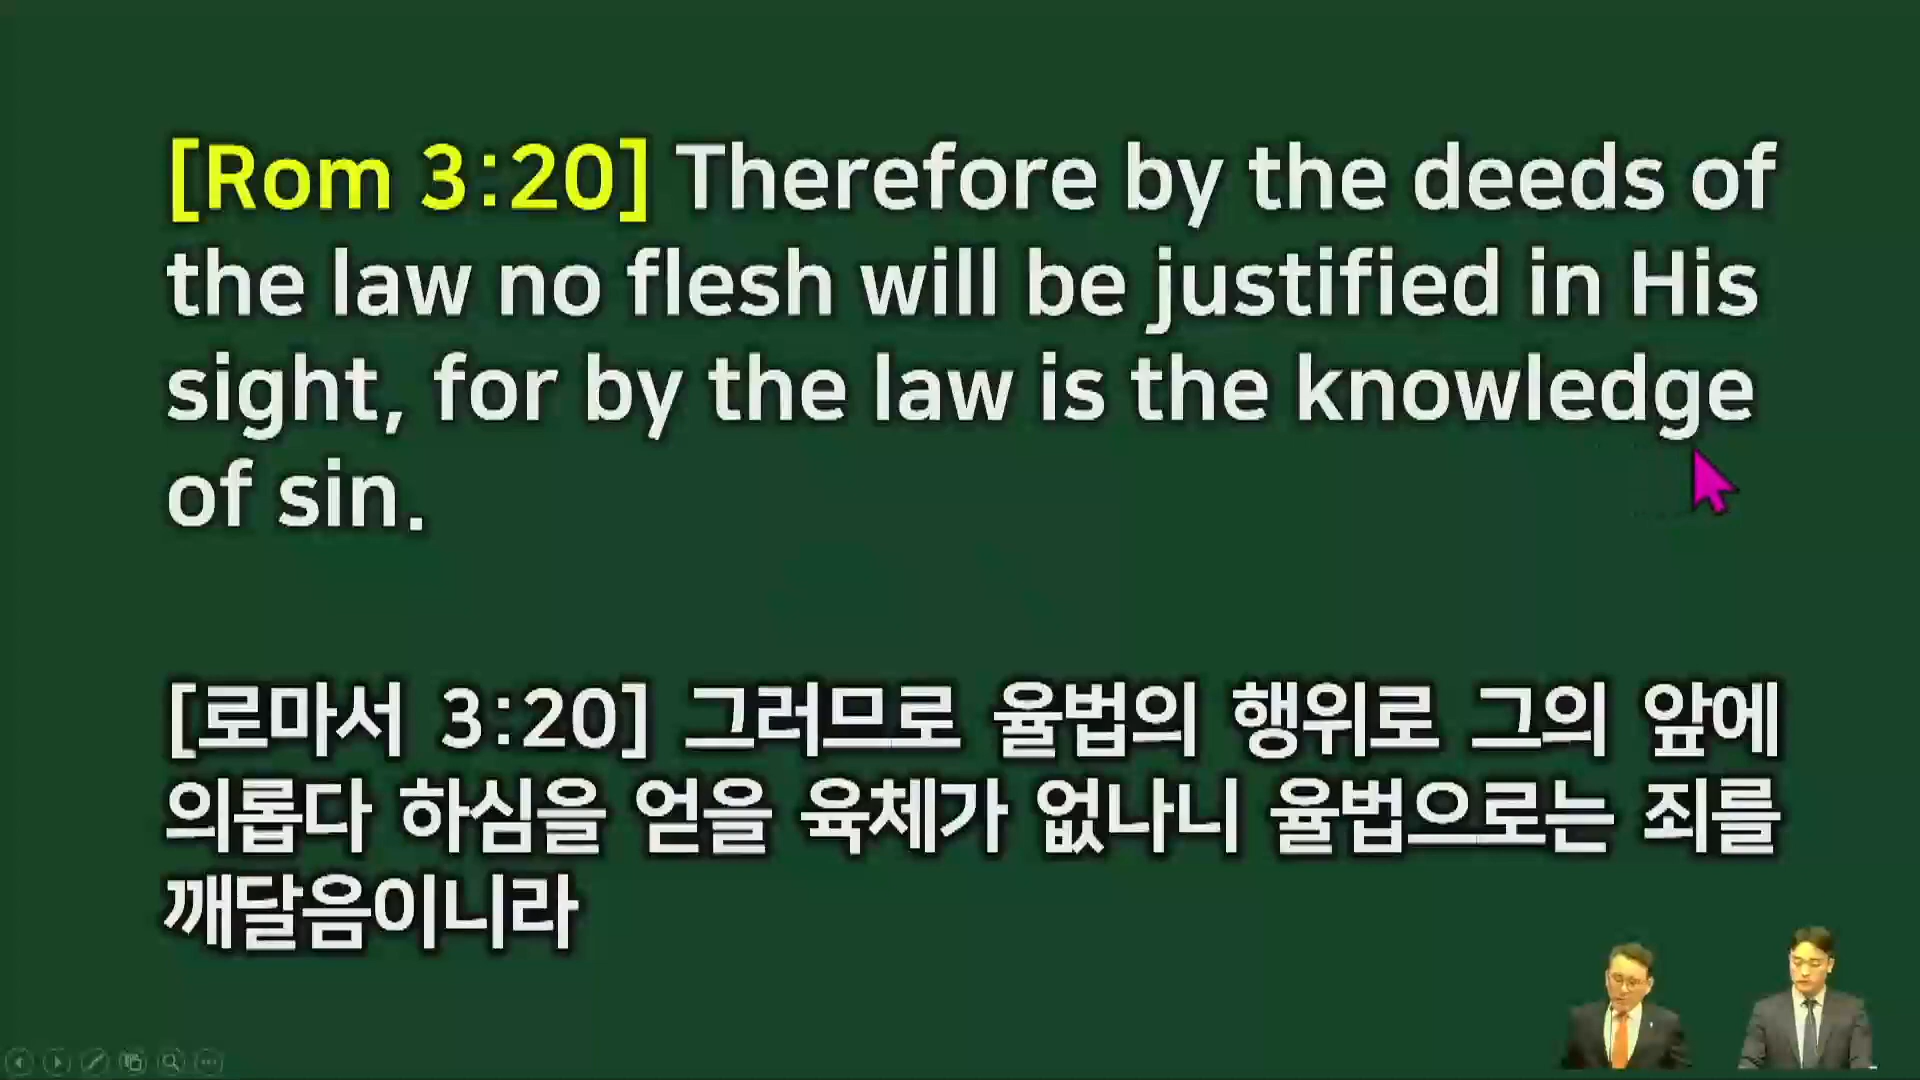 [Rom 3:20] Therefore by the deeds of
the law no flesh will be justified in His
sight, for by the law is the knowledge
of sin.
[로마서 3:20] 그러므로 율법의 행위로 그의 앞에
의롭다 하심을 얻을 육체가 없나니 율법으로는 죄를
깨달음이니라